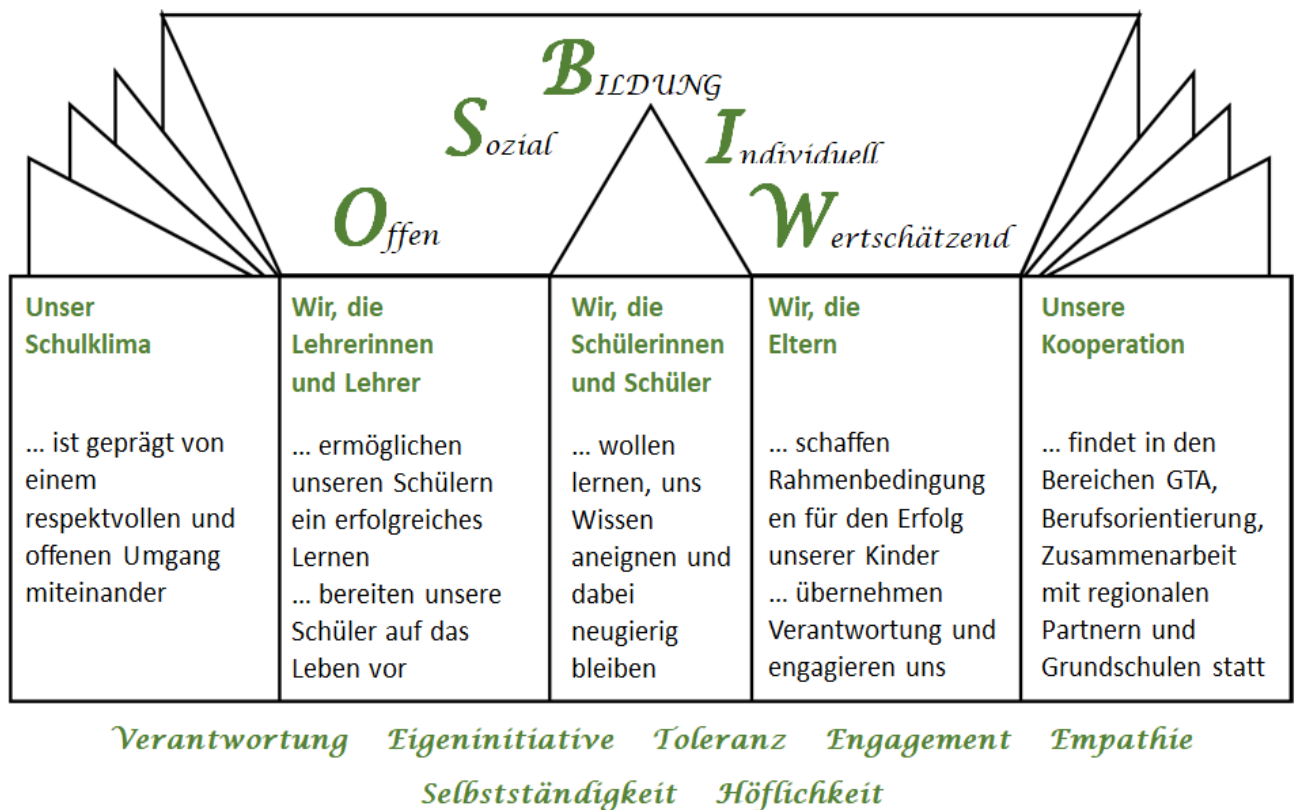 BILDUNG
Sozial
Individuell
Offen
Wertschätzend
Unser
Schulklima
... ist geprägt von
einem
respektvollen und
offenen Umgang
miteinander
Wir, die
Lehrerinnen
und Lehrer
... ermöglichen
unseren Schülern
ein erfolgreiches
Lernen
... bereiten unsere
Schüler auf das
Leben vor
Wir, die
Schülerinnen
und Schüler
... wollen
lernen, uns
Wissen
aneignen und
dabei
neugierig
bleiben
Wir, die
Eltern
... schaffen
Rahmenbedingung
en für den Erfolg
unserer Kinder
... übernehmen
Verantwortung und
engagieren uns
Unsere
Kooperation
... findet in den
Bereichen GTA,
Berufsorientierung,
Zusammenarbeit
mit regionalen
Partnern und
Grundschulen statt
Verantwortung Eigeninitiative Toleranz Engagement Empathie
Selbstständigkeit Höflichkeit